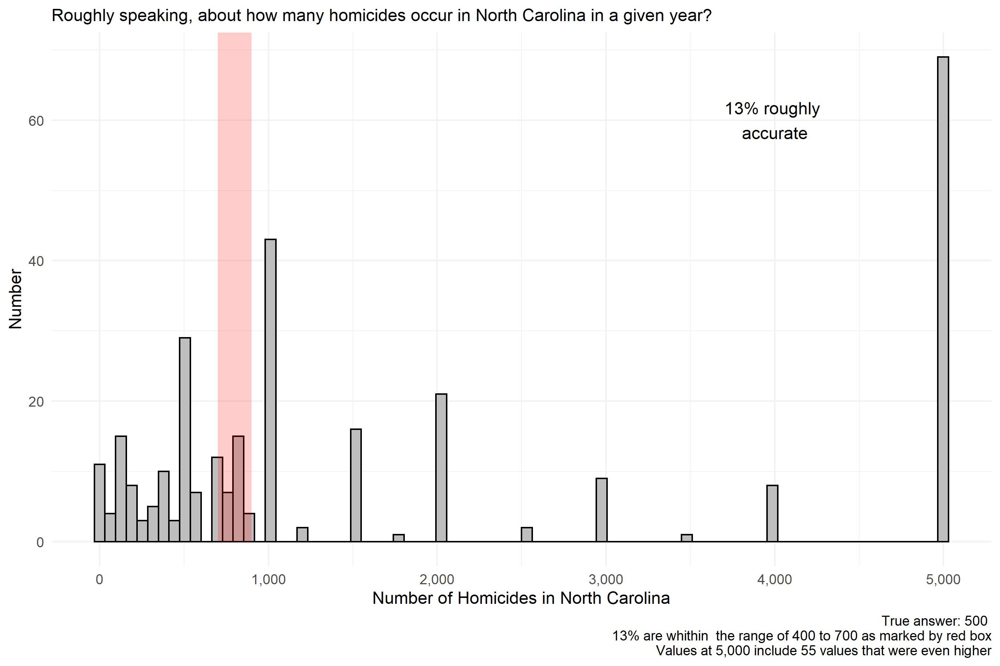 Roughly speaking, about how many homicides occur in North Carolina in a given year?
13% roughly
accurate
60
40
20
0
Number
0 1,000 2,000 3,000 4,000 5,000
Number of Homicides in North Carolina
True answer: 500
13% are whithin  the range of 400 to 700 as marked by red box
Values at 5,000 include 55 values that were even higher